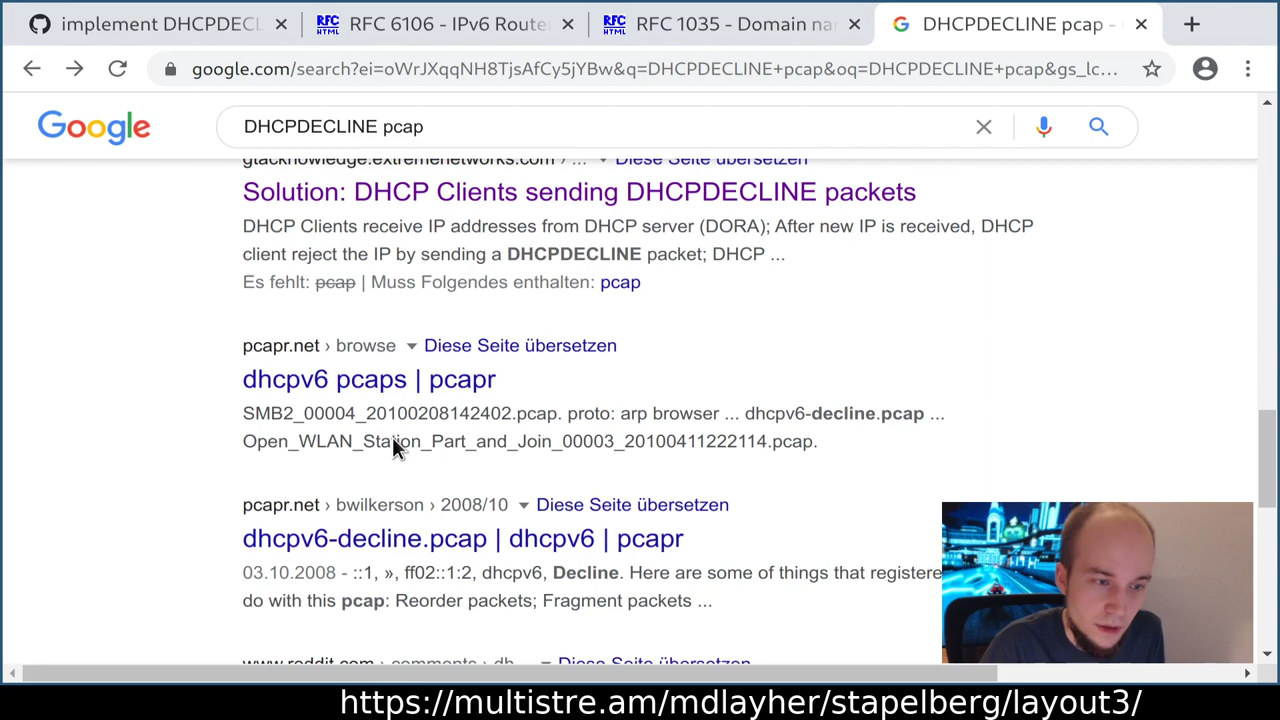 implement DHCPDECL
RFC 6106 - IPv6 Route
RFC 1035 - Domain na
DHCPDECLINE pcap -
google.com/search?ei=oWrJXqqNH8TjsAfCy5jYBw&q=DHCPDECLINE+pcap&oq=DHCPDECLINE+pcap&gs_lc...
Google
DHCPDECLINE pcap
gtacknowledge.extremenetworks.com › ... Diese Seite übersetzen
Solution: DHCP Clients sending DHCPDECLINE packets
DHCP Clients receive IP addresses from DHCP server (DORA); After new IP is received, DHCP
client reject the IP by sending a DHCPDECLINE packet; DHCP ...
Es fehlt: pcap | Muss Folgendes enthalten: pcap
pcapr.net › browse Diese Seite übersetzen
dhcpv6 pcaps | pcapr
SMB2_00004_20100208142402.pcap. proto: arp browser ... dhcpv6-decline.pcap ...
Open_WLAN_Station_Part_and_Join_00003_20100411222114.pcap.
pcapr.net › bwilkerson › 2008/10 Diese Seite übersetzen
dhcpv6-decline.pcap | dhcpv6 | pcapr
03.10.2008 - ::1, », ff02::1:2, dhcpv6, Decline. Here are some of things that registere
do with this pcap: Reorder packets; Fragment packets ...
www.reddit.com › comments › dh... Diese Seite übersetzen
https://multistre.am/mdlayher/stapelberg/layout3/